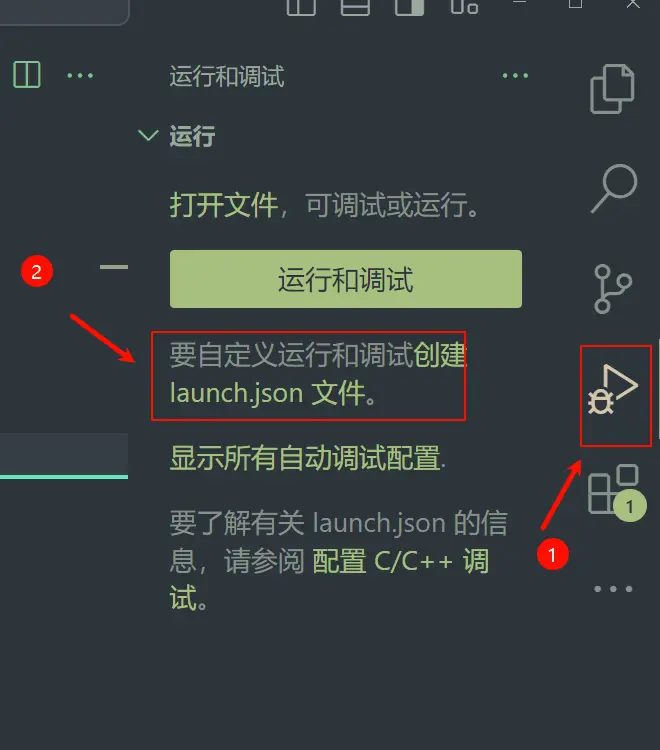 运行和调试
运行
打开文件，可调试或运行。
2
运行和调试
要自定义运行和调试创建
launch.json 文件。
显示所有自动调试配置.
1
要了解有关 launch.json 的信
息，请参阅 配置 C/C++ 调
试。
1